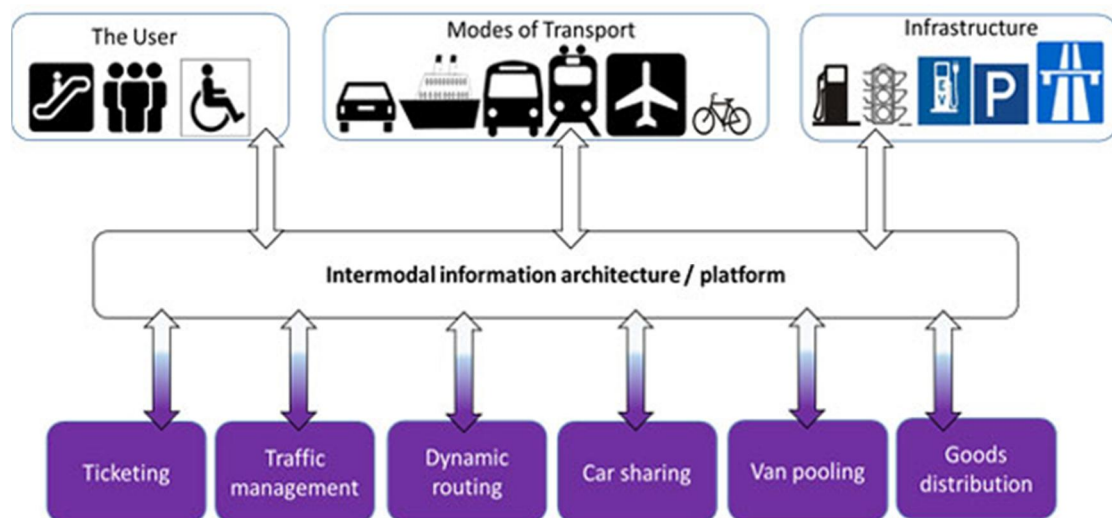 The User
Modes of Transport
Infrastructure
EV
P
Intermodal information architecture / platform
Ticketing
Traffic
management
Dynamic
routing
Car sharing
Van pooling
Goods
distribution